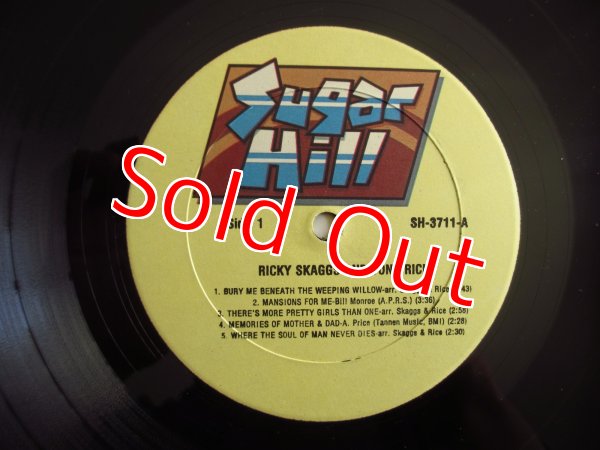 Sugar
Hill
Sold Out
1
SH-3711-A
RICKY SKAGGS
1. BURY ME BENEATH THE WEEPING WILLOW-arr. Rice
2. MANSIONS FOR ME-Bill Monroe (A.P.R.S.) (3:36)
3. THERE'S MORE PRETTY GIRLS THAN ONE-arr. Skaggs & Rice (2:58)
4. MEMORIES OF MOTHER & DAD-A. Price (Tannen Music, BMI) (2:28)
5. WHERE THE SOUL OF MAN NEVER DIES-arr. Skaggs & Rice (2:30)